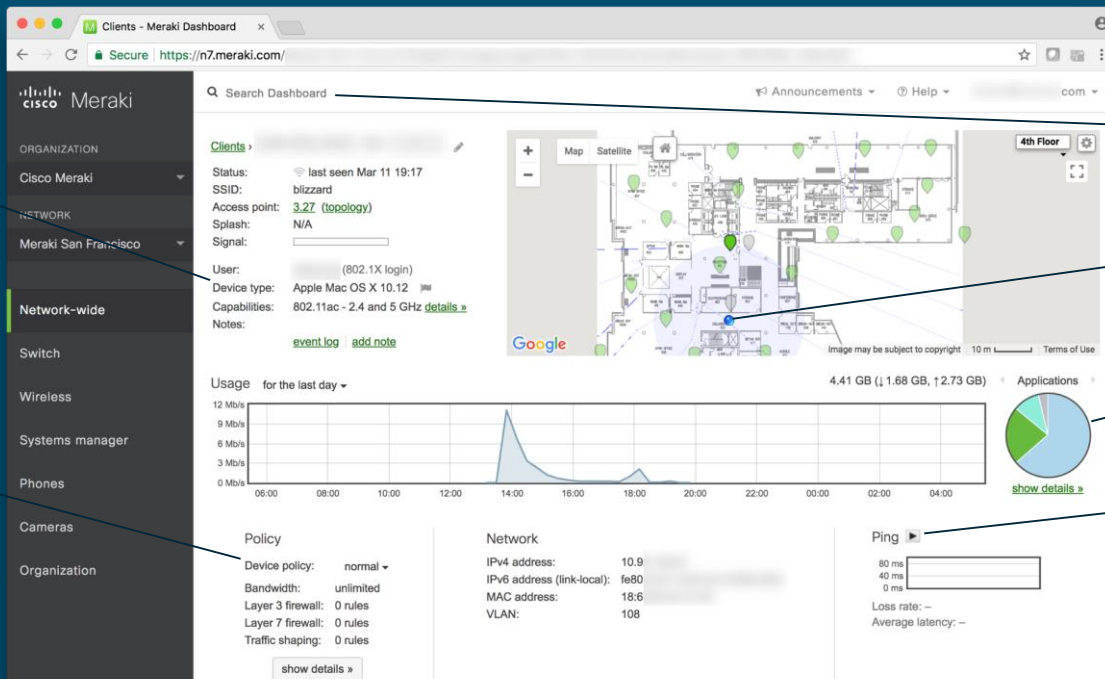 Clients - Meraki Dashboard
Secure https://n7.meraki.com/
CISCO Meraki
Search Dashboard
Announcements
Help
com
ORGANIZATION
Cisco Meraki
NETWORK
Meraki San Francisco
Network-wide
Switch
Wireless
Systems manager
Phones
Cameras
Organization
Clients ›
Status: last seen Mar 11 19:17
SSID: blizzard
Access point: 3.27 (topology)
Splash: N/A
Signal:
User: (802.1X login)
Device type: Apple Mac OS X 10.12
Capabilities: 802.11ac - 2.4 and 5 GHz details »
Notes:
event log add note
+
−
Map Satellite
4th Floor
Google
Image may be subject to copyright 10 m Terms of Use
Usage for the last day
4.41 GB (↓ 1.68 GB, ↑ 2.73 GB)
Applications
12 Mb/s
9 Mb/s
6 Mb/s
3 Mb/s
0 Mb/s
06:00 08:00 10:00 12:00 14:00 16:00 18:00 20:00 22:00 00:00 02:00 04:00
show details »
Policy
Device policy: normal
Bandwidth: unlimited
Layer 3 firewall: 0 rules
Layer 7 firewall: 0 rules
Traffic shaping: 0 rules
show details »
Network
IPv4 address: 10.9
IPv6 address (link-local): fe80
MAC address: 18:6
VLAN: 108
Ping
80 ms
40 ms
0 ms
Loss rate: –
Average latency: –